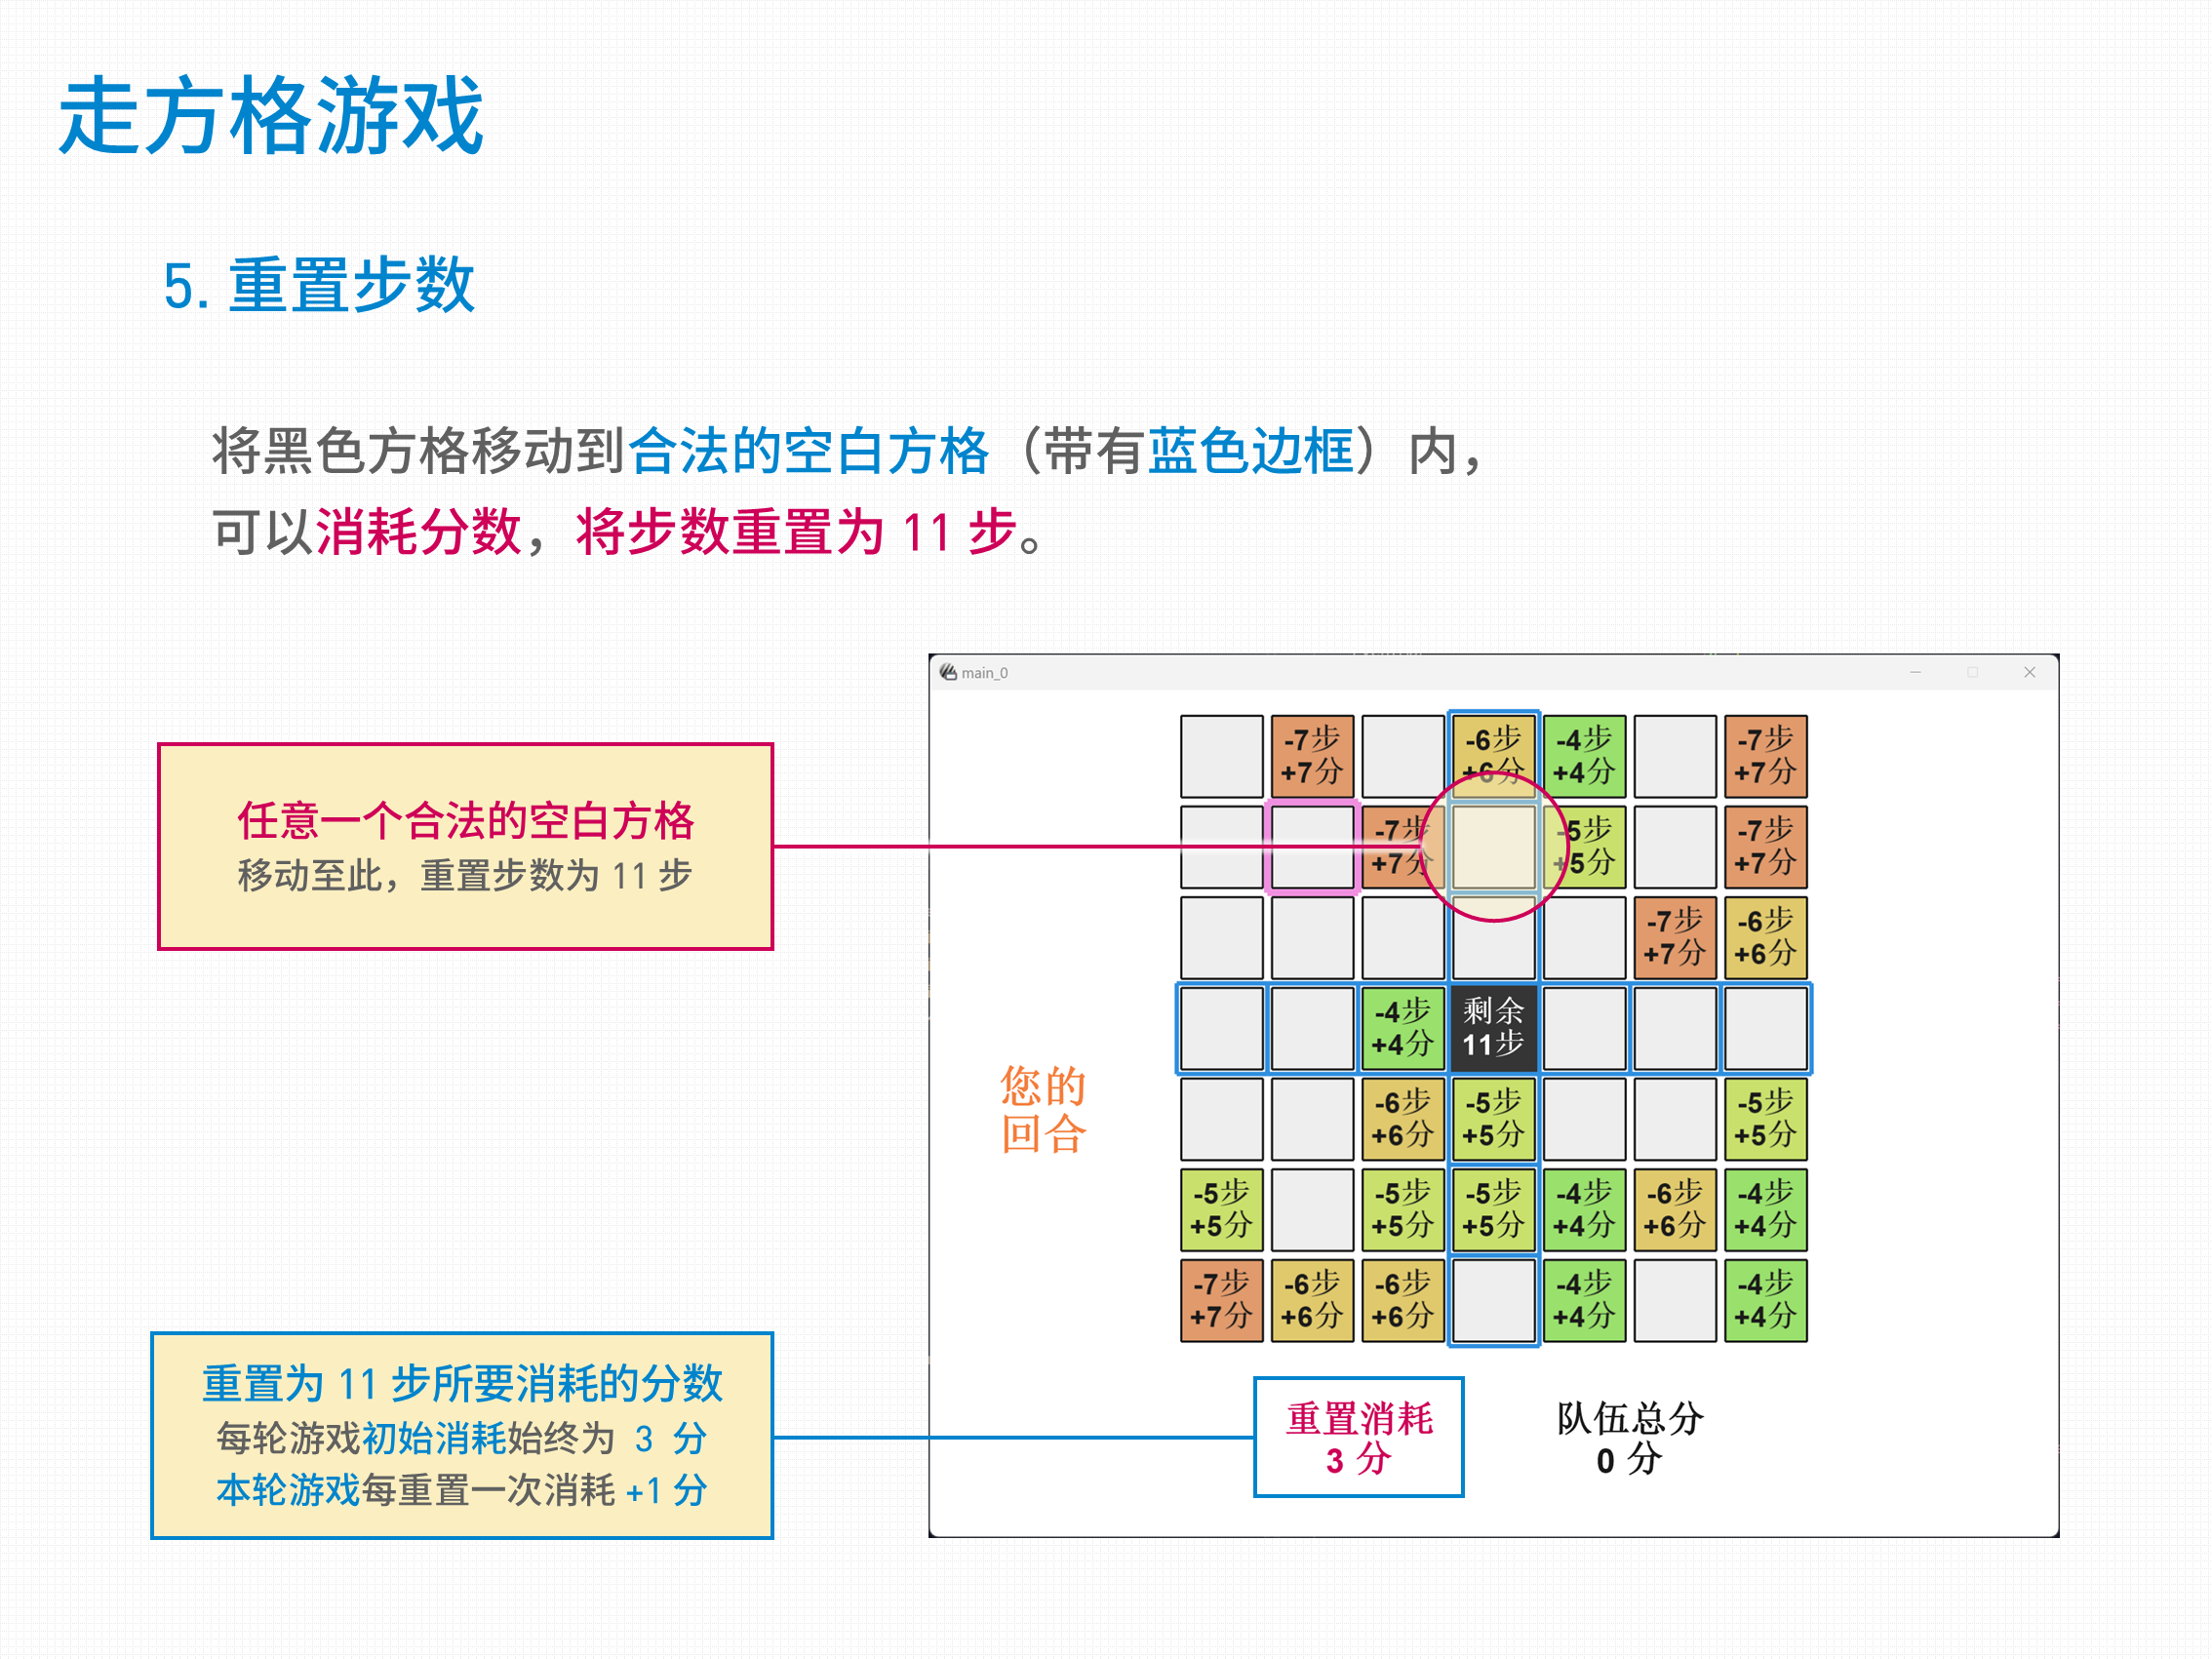 走方格游戏
5. 重置步数
将黑色方格移动到合法的空白方格（带有蓝色边框）内，
可以消耗分数，将步数重置为 11 步。
任意一个合法的空白方格
移动至此，重置步数为 11 步
重置为 11 步所要消耗的分数
每轮游戏初始消耗始终为 3 分
本轮游戏每重置一次消耗 +1 分
main_0
您的
回合
-7步 -6步 -4步 -7步
+7分 +6分 +4分 +7分
-7步 -5步 -7步
+7分 +5分 +7分
-7步 -6步
+7分 +6分
-4步 剩余
+4分 11步
-6步 -5步 -5步
+6分 +5分 +5分
-5步 -5步 -5步 -4步 -6步 -4步
+5分 +5分 +5分 +4分 +6分 +4分
-7步 -6步 -6步 -4步 -4步
+7分 +6分 +6分 +4分 +4分
重置消耗 队伍总分
3 分 0 分